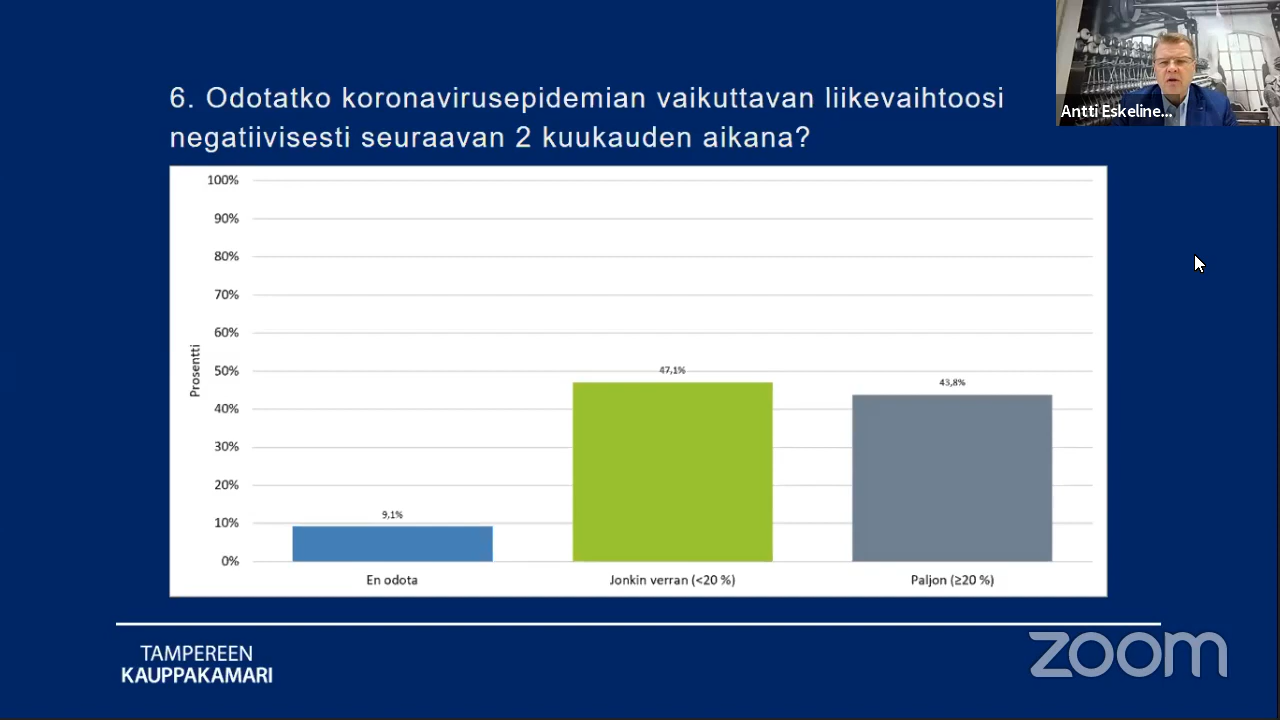 6. Odotatko koronavirusepidemian vaikuttavan liikevaihtoosi
negatiivisesti seuraavan 2 kuukauden aikana?
Antti Eskeline...
100%
90%
80%
70%
60%
50%
40%
30%
20%
10%
0%
Prosentti
9,1%
47,1%
43,8%
En odota
Jonkin verran (<20 %)
Paljon (≥20 %)
TAMPEREEN
KAUPPAKAMARI
zoom